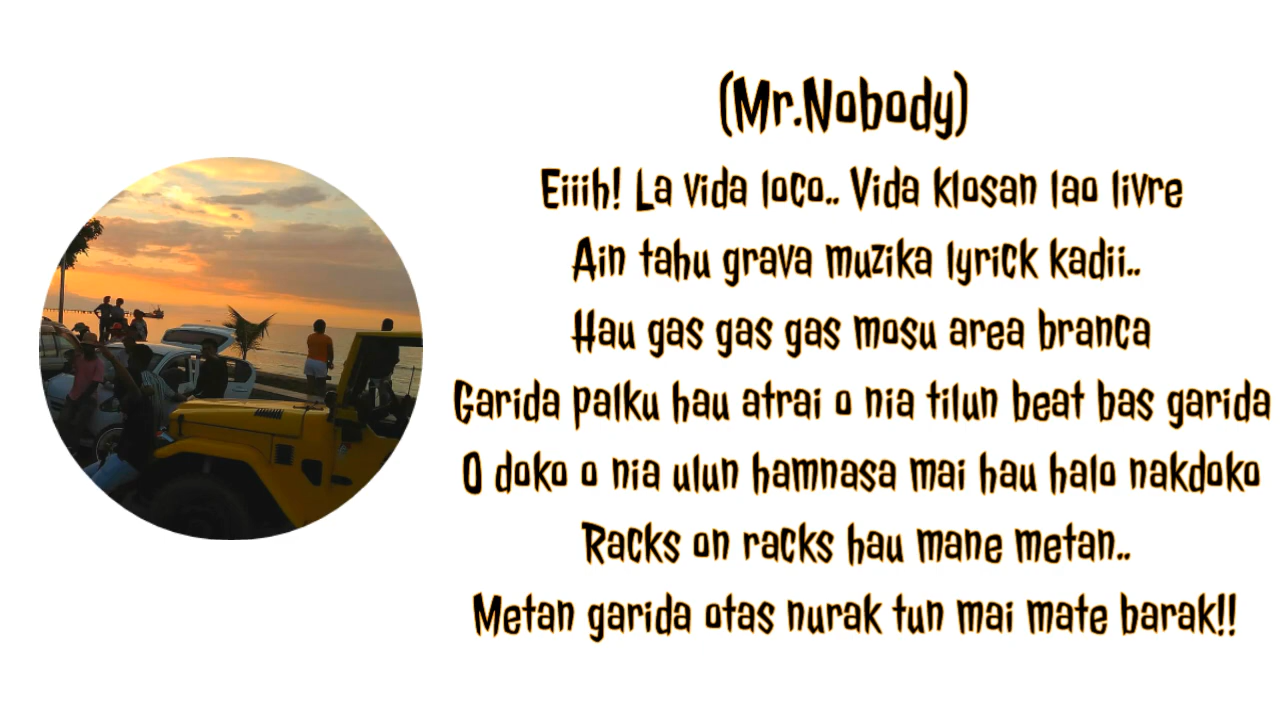 (Mr.Nobody)
Eiiih! La vida loco.. Vida klosan lao livre
Ain tahu grava muzika lyrick kadii..
Hau gas gas gas mosu area branca
Garida palku hau atrai o nia tilun beat bas garida
O doko o nia ulun hamnasa mai hau halo nakdoko
Racks on racks hau mane metan..
Metan garida otas nurak tun mai mate barak!!